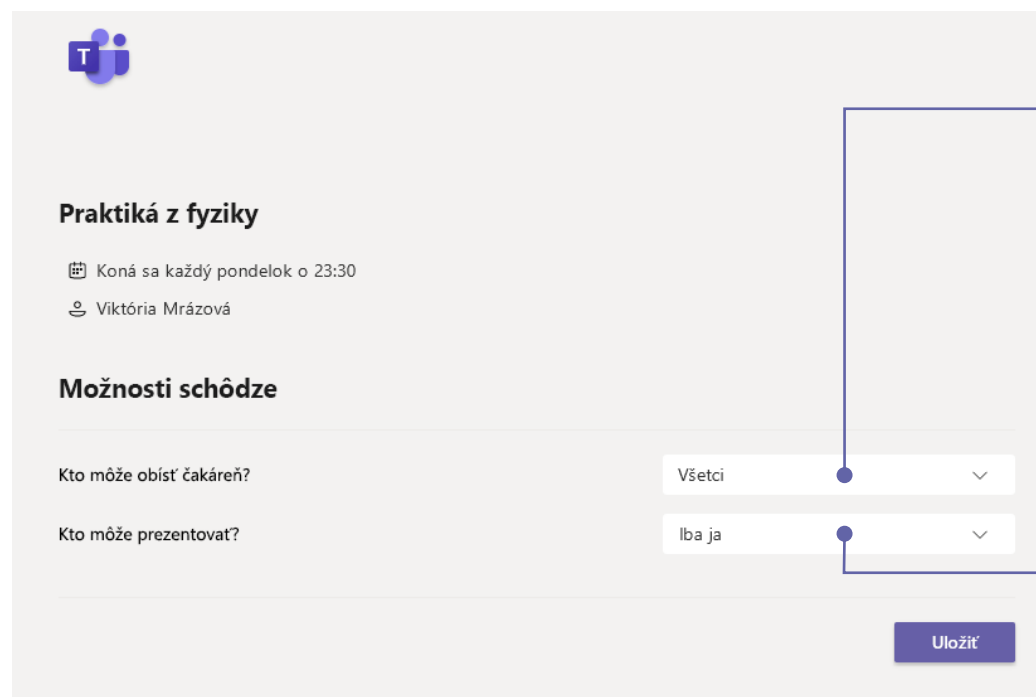 T
Praktiká z fyziky
Koná sa každý pondelok o 23:30
Viktória Mrázová
Možnosti schôdze
Kto môže obísť čakáreň?
Všetci
Kto môže prezentovať?
Iba ja
Uložiť